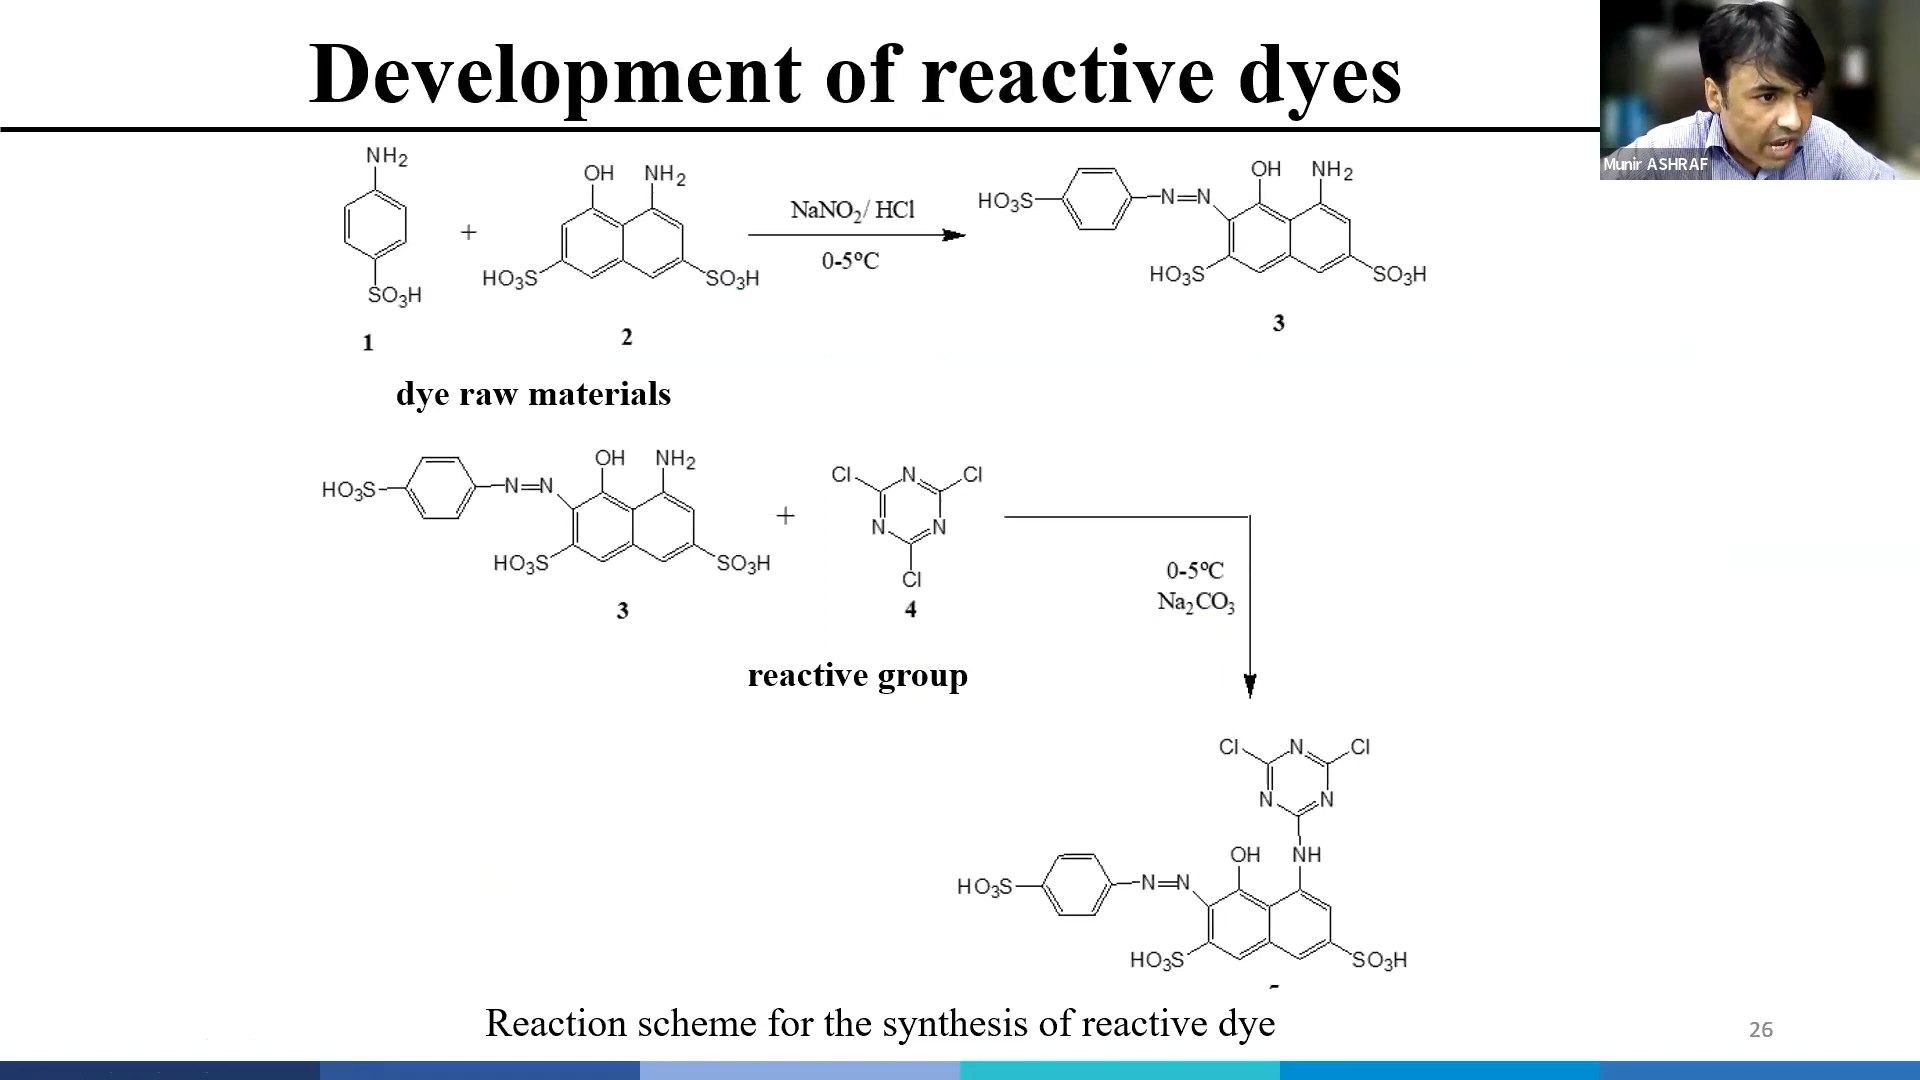 Development of reactive dyes
Munir ASHRAF
NH2
SO3H
1
+
OH NH2
HO3S SO3H
2
NaNO2/ HCl
0-5ºC
HO3S N=N OH NH2
HO3S SO3H
3
dye raw materials
HO3S N=N OH NH2
HO3S SO3H
3
+
Cl N Cl
N N
Cl
4
0-5ºC
Na2CO3
reactive group
Cl N Cl
N N
OH NH
HO3S N=N
HO3S SO3H
Reaction scheme for the synthesis of reactive dye
26